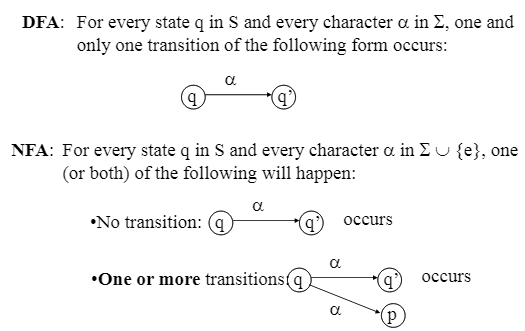 DFA: For every state q in S and every character α in Σ, one and
only one transition of the following form occurs:
α
q q’
NFA: For every state q in S and every character α in Σ ∪ {e}, one
(or both) of the following will happen:
α
•No transition: q q’ occurs
α
•One or more transitions: q q’ occurs
α
p